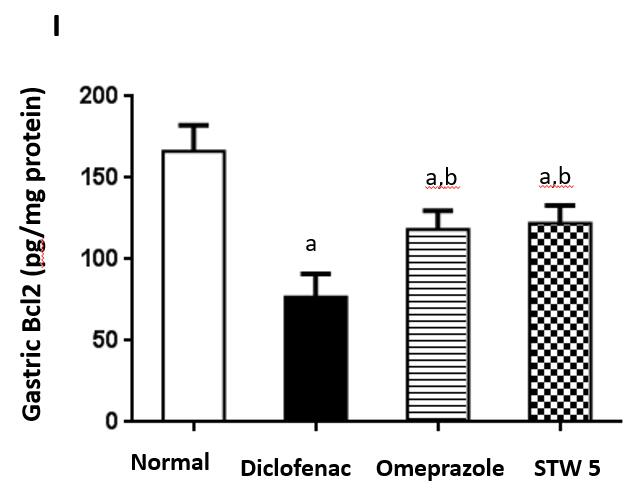 I
Gastric Bcl2 (pg/mg protein)
200
150
100
50
0
a
a,b
a,b
Normal
Diclofenac
Omeprazole
STW 5